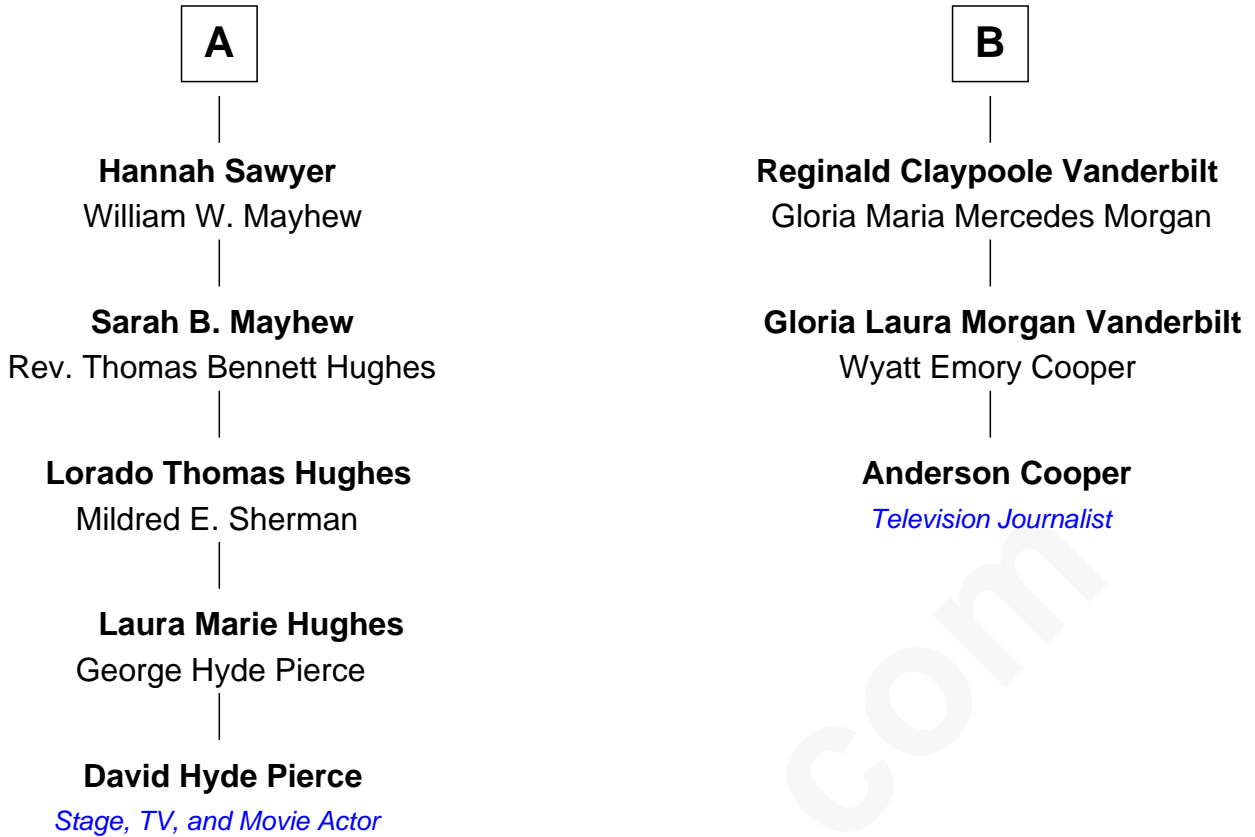 A
Hannah Sawyer
William W. Mayhew
Sarah B. Mayhew
Rev. Thomas Bennett Hughes
Lorado Thomas Hughes
Mildred E. Sherman
Laura Marie Hughes
George Hyde Pierce
David Hyde Pierce
Stage, TV, and Movie Actor
B
Reginald Claypoole Vanderbilt
Gloria Maria Mercedes Morgan
Gloria Laura Morgan Vanderbilt
Wyatt Emory Cooper
Anderson Cooper
Television Journalist
com